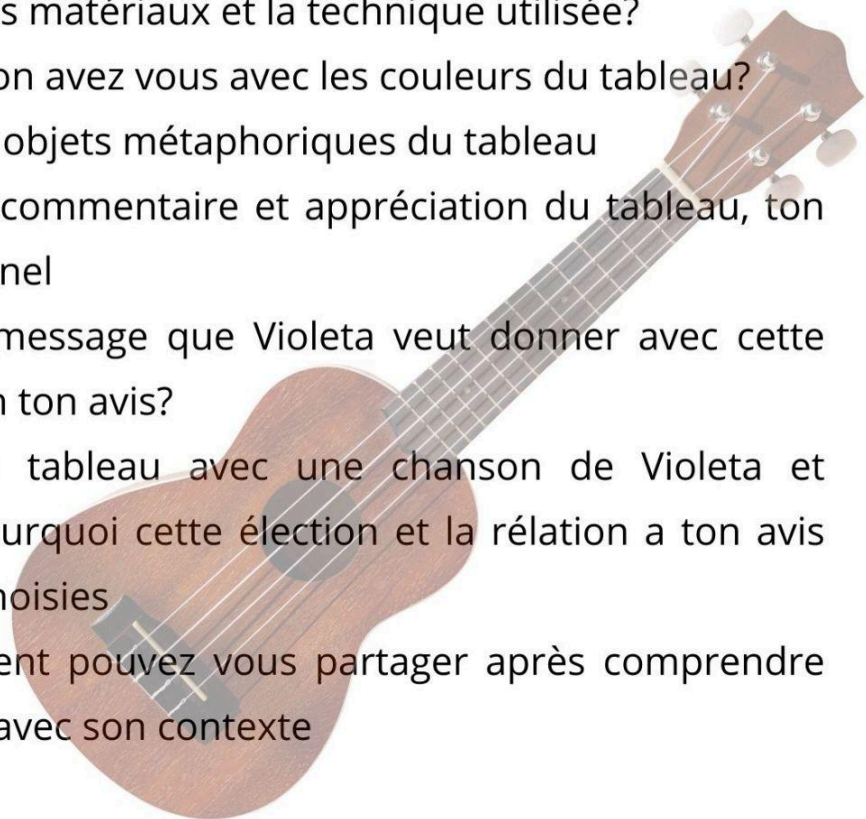 s matériaux et la technique utilisée?
on avez vous avec les couleurs du tableau?
objets métaphoriques du tableau
commentaire et appréciation du tableau, ton
nel
message que Violeta veut donner avec cette
ton avis?
tableau avec une chanson de Violeta et
urquoi cette élection et la rélation a ton avis
oisies
ent pouvez vous partager après comprendre
avec son contexte